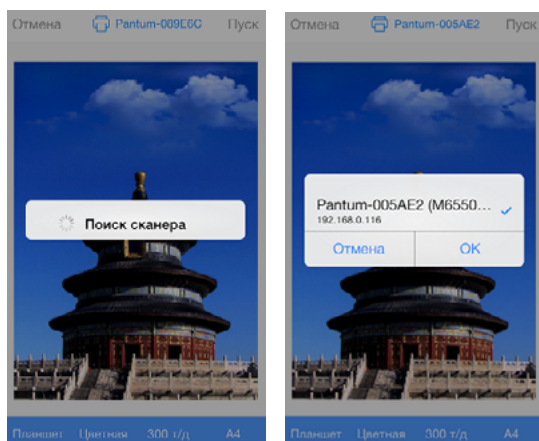 Отмена Pantum-089E6C Пуск
Поиск сканера
Планшет Цветная 300 т/д A4
Отмена Pantum-005AE2 Пуск
Pantum-005AE2 (M6550...
192.168.0.116
Отмена OK
Планшет Цветная 300 т/д A4